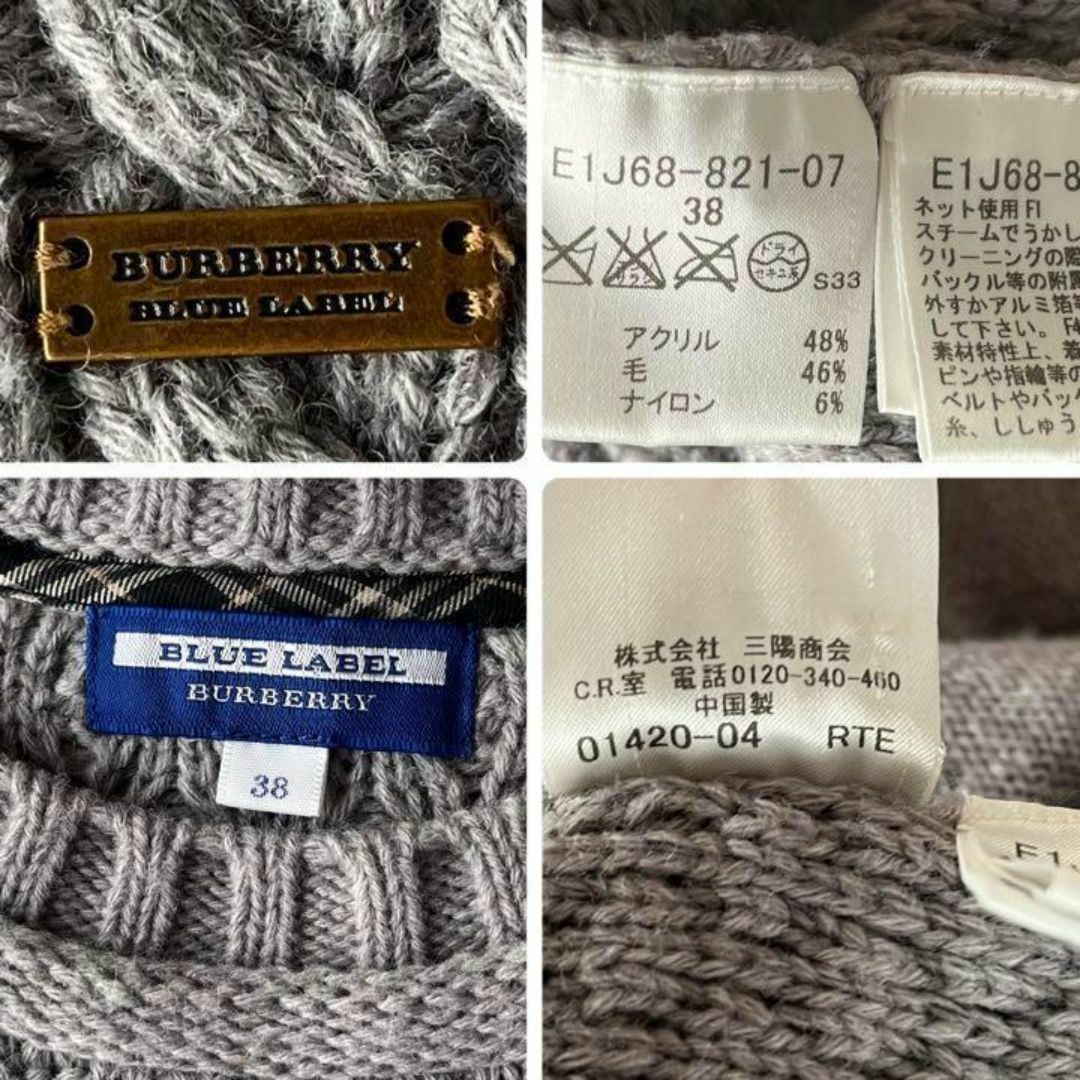 BURBERRY
BLUE LABEL
E1J68-821-07
38
ドライ
セキユ系
S33
アクリル 48%
毛 46%
ナイロン 6%
E1J68-8
ネット使用 F1
スチームでうかし
クリーニングの際
バックル等の附属
外すかアルミ箔等
して下さい。 F4
素材特性上、着
ピンや指輪等の
ベルトやバック
糸、ししゅう
BLUE LABEL
BURBERRY
38
株式会社 三陽商会
C.R.室 電話0120-340-460
中国製
01420-04 RTE
E1